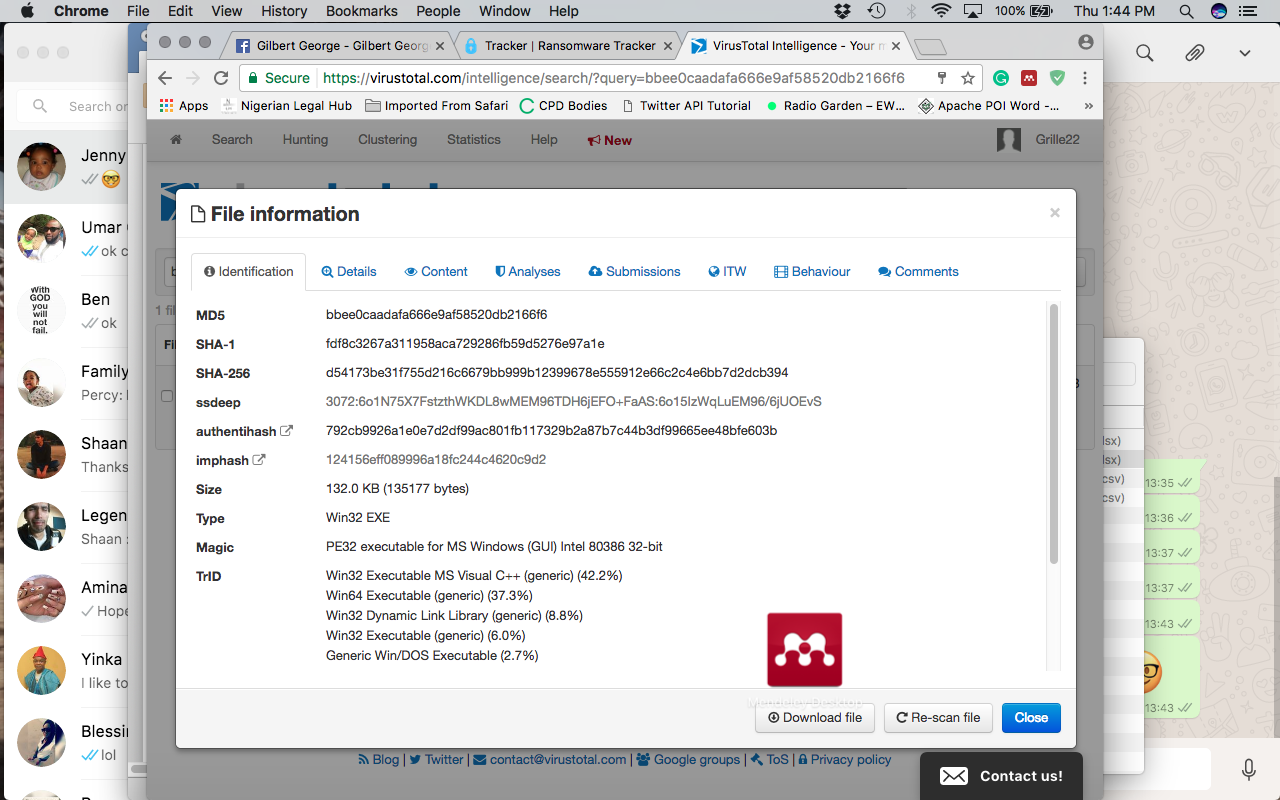 Chrome File Edit View History Bookmarks People Window Help 100% Thu 1:44 PM
Gilbert George - Gilbert Georg
Tracker | Ransomware Tracker
VirusTotal Intelligence - Your m
Secure https://virustotal.com/intelligence/search/?query=bbee0caadafa666e9af58520db2166f6
Apps Nigerian Legal Hub Imported From Safari CPD Bodies Twitter API Tutorial Radio Garden – EW... Apache POI Word -... »
Search Hunting Clustering Statistics Help New Grille22
Search or
Jenny
Umar
ok c
With
GOD
you
will
not
fail.
Ben
ok
Family
Percy:
Shaan
Thanks
Legen
Shaan :
Amina
Hope
Yinka
I like to
Blessi
lol
File information
×
Identification Details Content Analyses Submissions ITW Behaviour Comments
MD5 bbee0caadafa666e9af58520db2166f6
SHA-1 fdf8c3267a311958aca729286fb59d5276e97a1e
SHA-256 d54173be31f755d216c6679bb999b12399678e555912e66c2c4e6bb7d2dcb394
ssdeep 3072:6o1N75X7FstzthWKDL8wMEM96TDH6jEFO+FaAS:6o15IzWqLuEM96/6jUOEvS
authentihash 792cb9926a1e0e7d2df99ac801fb117329b2a87b7c44b3df99665ee48bfe603b
imphash 124156eff089996a18fc244c4620c9d2
Size 132.0 KB (135177 bytes)
Type Win32 EXE
Magic PE32 executable for MS Windows (GUI) Intel 80386 32-bit
TrID Win32 Executable MS Visual C++ (generic) (42.2%)
Win64 Executable (generic) (37.3%)
Win32 Dynamic Link Library (generic) (8.8%)
Win32 Executable (generic) (6.0%)
Generic Win/DOS Executable (2.7%)
Mendeley Desktop
Download file Re-scan file Close
Blog | Twitter | contact@virustotal.com | Google groups | ToS | Privacy policy
Contact us!
lsx)
lsx)
csv)
csv)
13:35
13:36
13:37
13:37
13:43
13:43